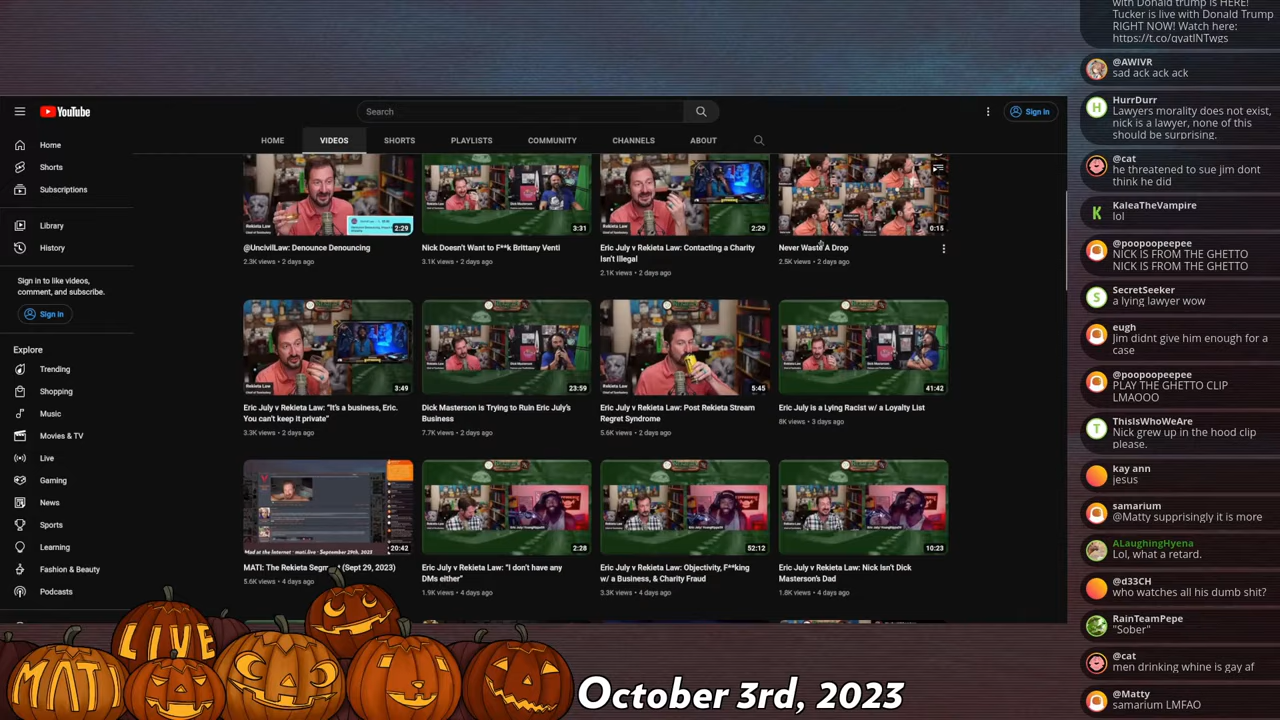 with Donald trump is HERE!
Tucker is live with Donald Trump
RIGHT NOW! Watch here:
https://t.co/qvatINTwgs
@AWIVR
sad ack ack ack
HurrDurr
Lawyers morality does not exist,
nick is a lawyer, none of this
should be surprising.
@cat
he threatened to sue jim dont
think he did
KaleaTheVampire
lol
@poopoopeepee
NICK IS FROM THE GHETTO
NICK IS FROM THE GHETTO
SecretSeeker
a lying lawyer wow
eugh
Jim didnt give him enough for a
case
@poopoopeepee
PLAY THE GHETTO CLIP
LMAOOO
ThisIsWhoWeAre
Nick grew up in the hood clip
please.
kay ann
jesus
samarium
@Matty supprisingly it is more
ALaughingHyena
Lol, what a retard.
@d33CH
who watches all his dumb shit?
RainTeamPepe
"Sober"
@cat
men drinking whine is gay af
@Matty
samarium LMFAO
YouTube
Search
Sign in
HOME
VIDEOS
SHORTS
PLAYLISTS
COMMUNITY
CHANNELS
ABOUT
Home
Shorts
Subscriptions
Library
History
Sign in to like videos,
comment, and subscribe.
Sign in
Explore
Trending
Shopping
Music
Movies & TV
Live
Gaming
News
Sports
Learning
Fashion & Beauty
Podcasts
2:29
3:31
2:29
0:15
@UncivilLaw: Denounce Denouncing
2.3K views • 2 days ago
Nick Doesn't Want to F**k Brittany Venti
3.1K views • 2 days ago
Eric July v Rekieta Law: Contacting a Charity
Isn't Illegal
2.1K views • 2 days ago
Never Waste A Drop
2.5K views • 2 days ago
3:49
23:59
5:45
41:42
Eric July v Rekieta Law: "It's a business, Eric.
You can't keep it private"
3.3K views • 2 days ago
Dick Masterson is Trying to Ruin Eric July's
Business
7.7K views • 2 days ago
Eric July v Rekieta Law: Post Rekieta Stream
Regret Syndrome
5.6K views • 2 days ago
Eric July is a Lying Racist w/ a Loyalty List
8K views • 3 days ago
Mad at the Internet · mati.live · September 29th, 2023
20:42
2:28
52:12
10:23
MATI: The Rekieta Segm (Sept 29, 2023)
5.6K views • 4 days ago
Eric July v Rekieta Law: "I don't have any
DMs either"
1.9K views • 4 days ago
Eric July v Rekieta Law: Objectivity, F**king
w/ a Business, & Charity Fraud
3.3K views • 4 days ago
Eric July v Rekieta Law: Nick Isn't Dick
Masterson's Dad
1.8K views • 4 days ago
LIVE
MATI
October 3rd, 2023